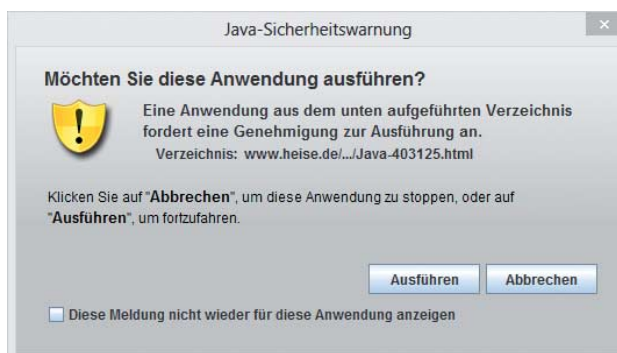 Java-Sicherheitswarnung
Möchten Sie diese Anwendung ausführen?
Eine Anwendung aus dem unten aufgeführten Verzeichnis
fordert eine Genehmigung zur Ausführung an.
Verzeichnis: www.heise.de/.../Java-403125.html
Klicken Sie auf "Abbrechen", um diese Anwendung zu stoppen, oder auf
"Ausführen", um fortzufahren.
Ausführen Abbrechen
Diese Meldung nicht wieder für diese Anwendung anzeigen